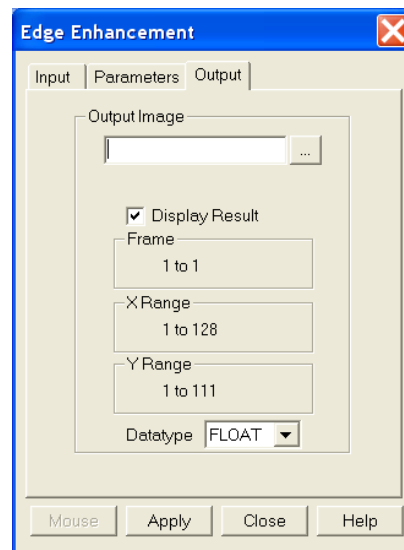 Edge Enhancement
Input Parameters Output
Output Image
...
Display Result
Frame
1 to 1
X Range
1 to 128
Y Range
1 to 111
Datatype FLOAT
Mouse Apply Close Help